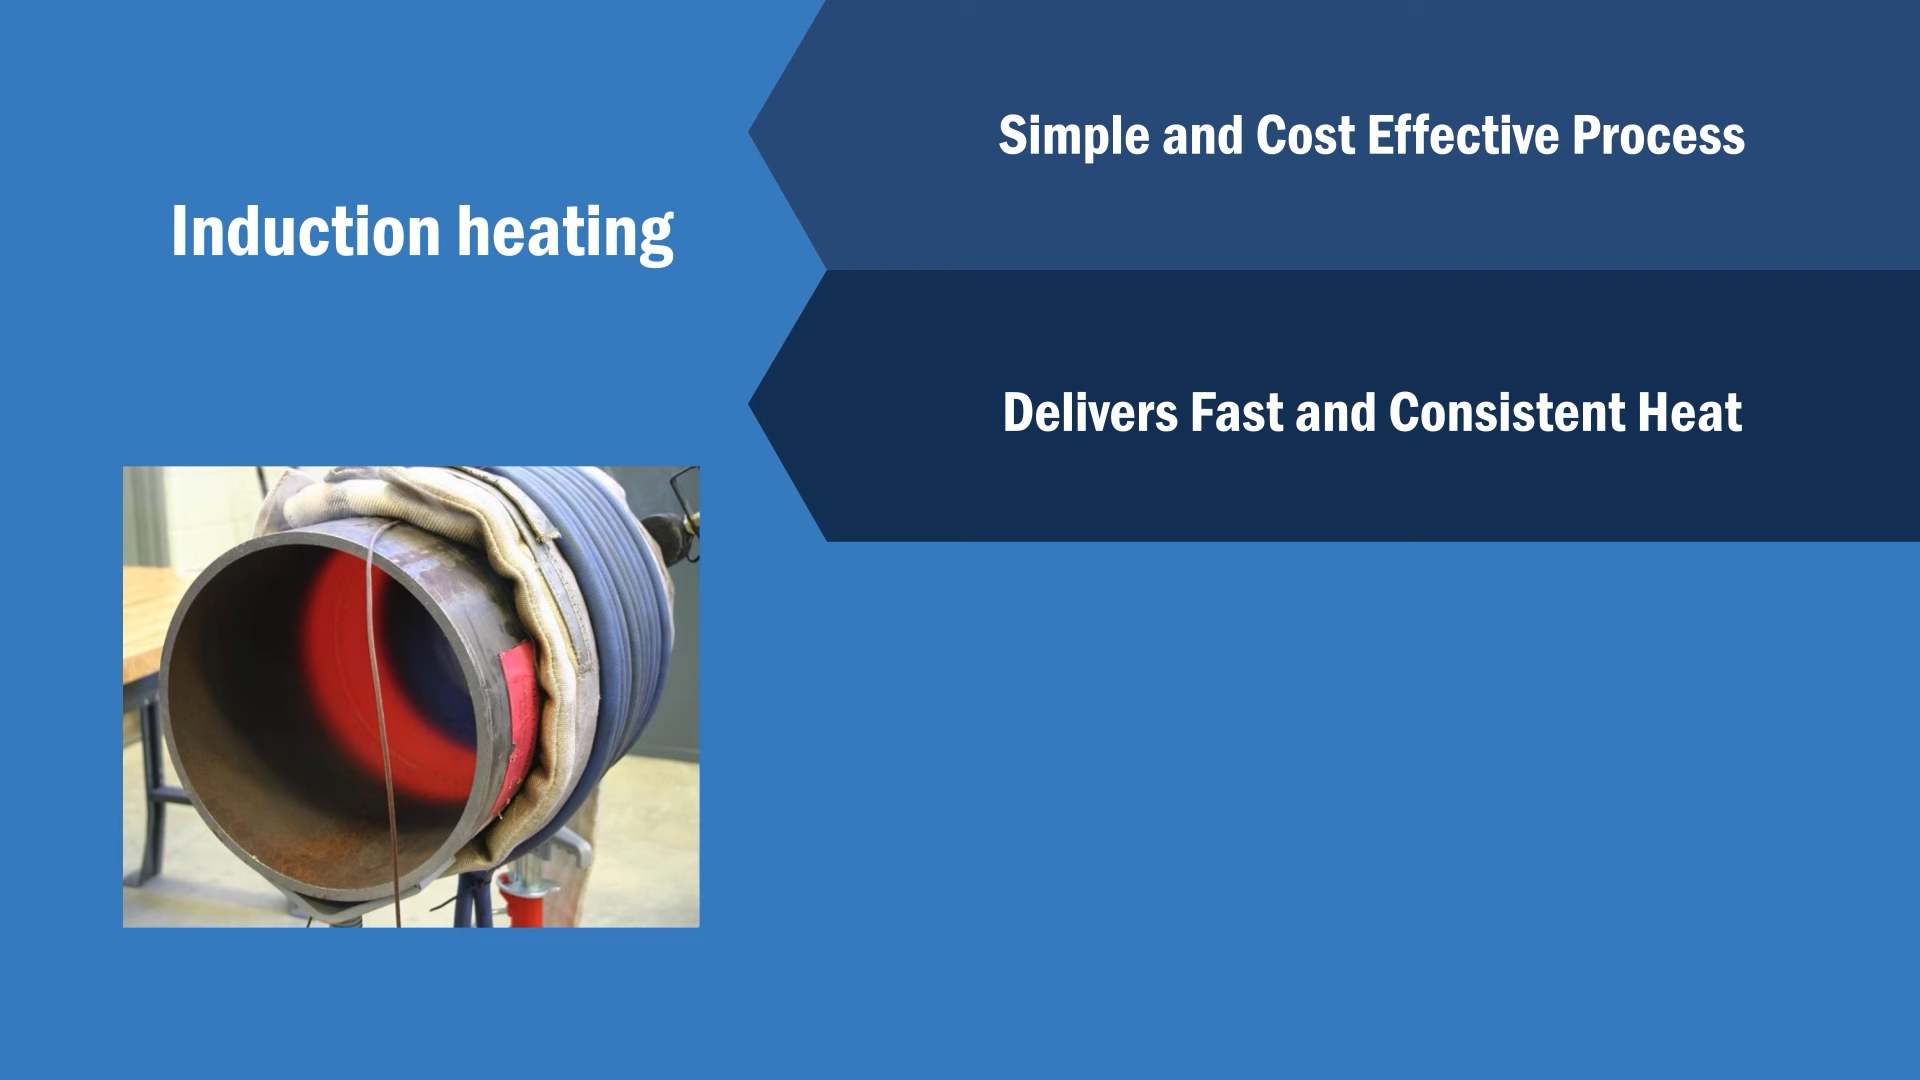 Induction heating
Simple and Cost Effective Process
Delivers Fast and Consistent Heat